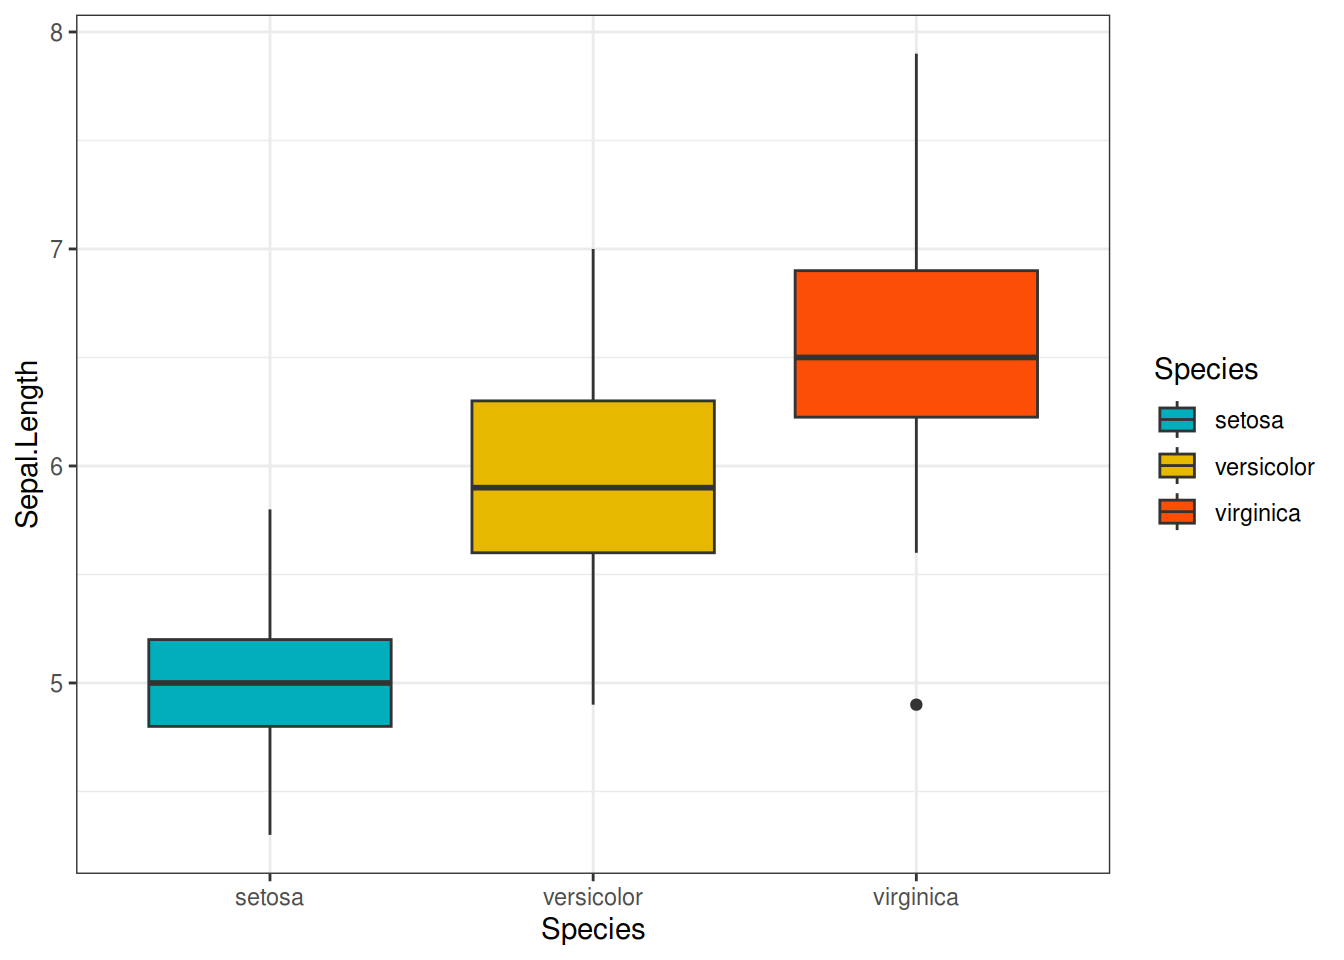 8
7
6
5
Sepal.Length
setosa
versicolor
virginica
Species
Species
setosa
versicolor
virginica